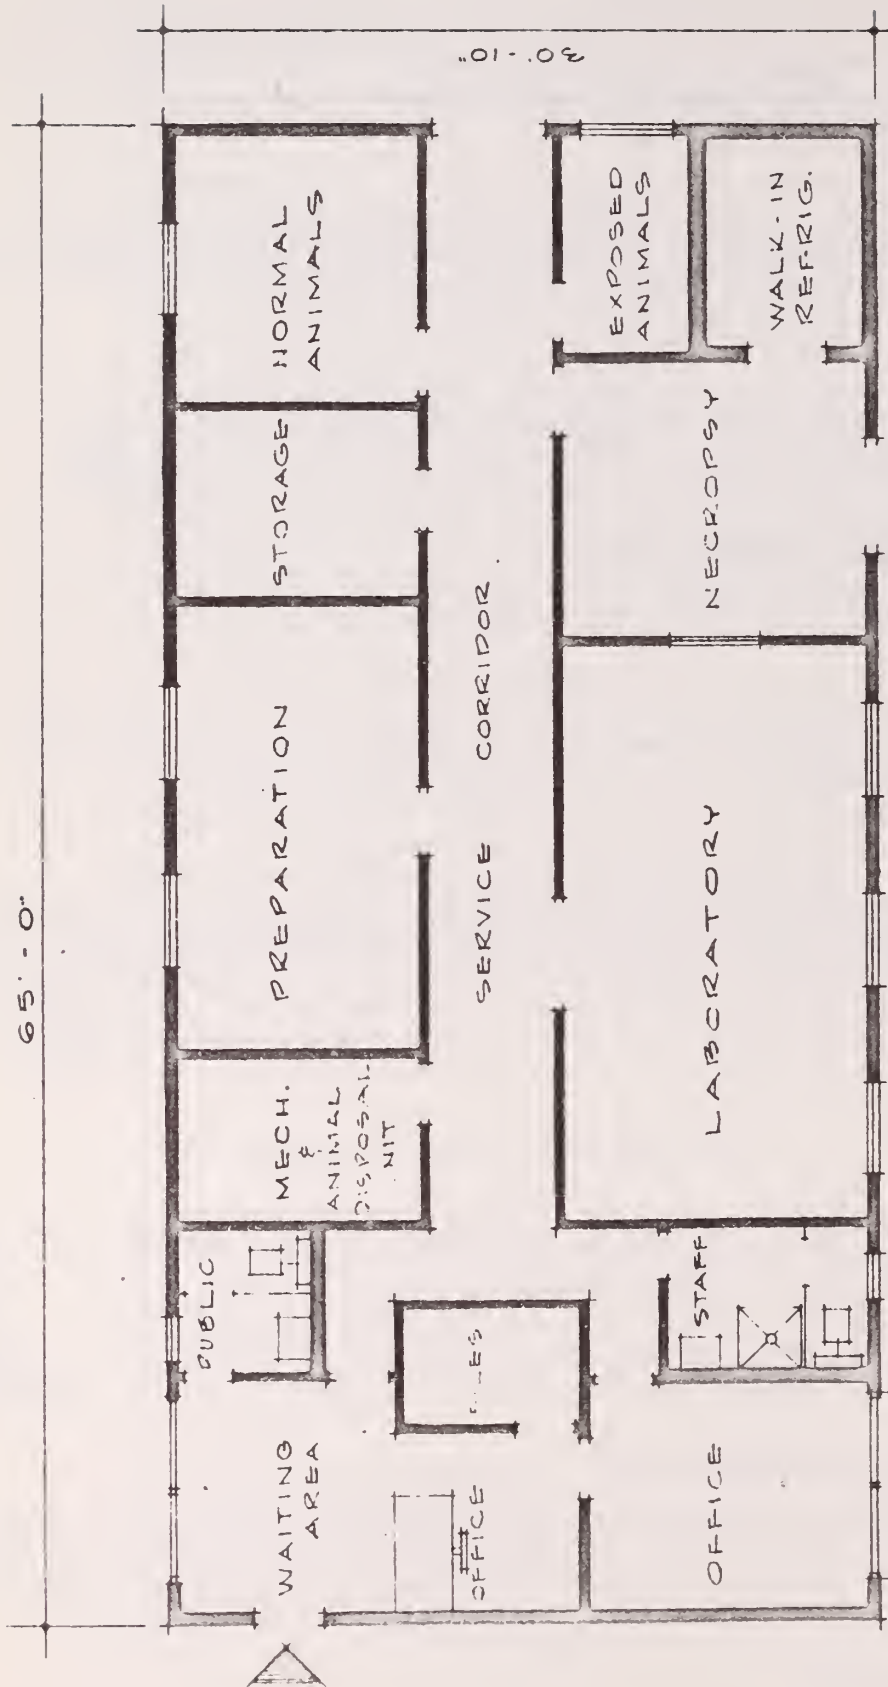 65'-0"
30'-10"
NORMAL
ANIMALS
STORAGE
PREPARATION
MECH.
&
ANIMAL
DISPOSAL
PUBLIC
WAITING
AREA
SERVICE CORRIDOR
OFFICE
EXPOSED
ANIMALS
WALK-IN
REFRIG.
NECROPSY
LABORATORY
STAFF
OFFICE